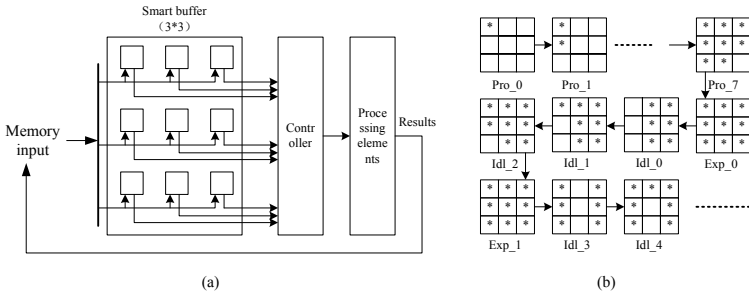 Smart buffer
(3*3)
Memory
input
Contr
oller
Proce
ssing
eleme
nts
Results
(a)
* * * * * * * * * * *
Pro_0 Pro_1 Pro_7
* * * * * * * * * * * * * * * * * * * * * * * * * * * * * *
Idl_2 Idl_1 Idl_0 Exp_0
* * * * * * * * * * * * * * * * * * * * * *
Exp_1 Idl_3 Idl_4
(b)